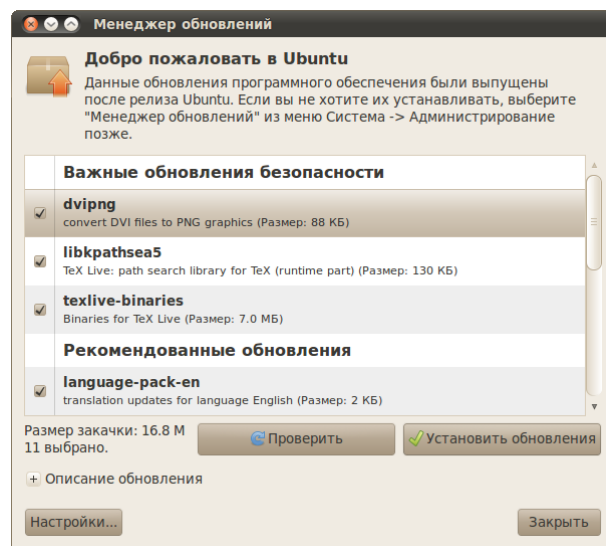 Менеджер обновлений
Добро пожаловать в Ubuntu
Данные обновления программного обеспечения были выпущены
после релиза Ubuntu. Если вы не хотите их устанавливать, выберите
"Менеджер обновлений" из меню Система -> Администрирование
позже.
Важные обновления безопасности
dvipng
convert DVI files to PNG graphics (Размер: 88 КБ)
libkpathsea5
TeX Live: path search library for TeX (runtime part) (Размер: 130 КБ)
texlive-binaries
Binaries for TeX Live (Размер: 7.0 МБ)
Рекомендованные обновления
language-pack-en
translation updates for language English (Размер: 2 КБ)
Размер закачки: 16.8 M
11 выбрано.
Проверить
Установить обновления
Описание обновления
Настройки...
Закрыть